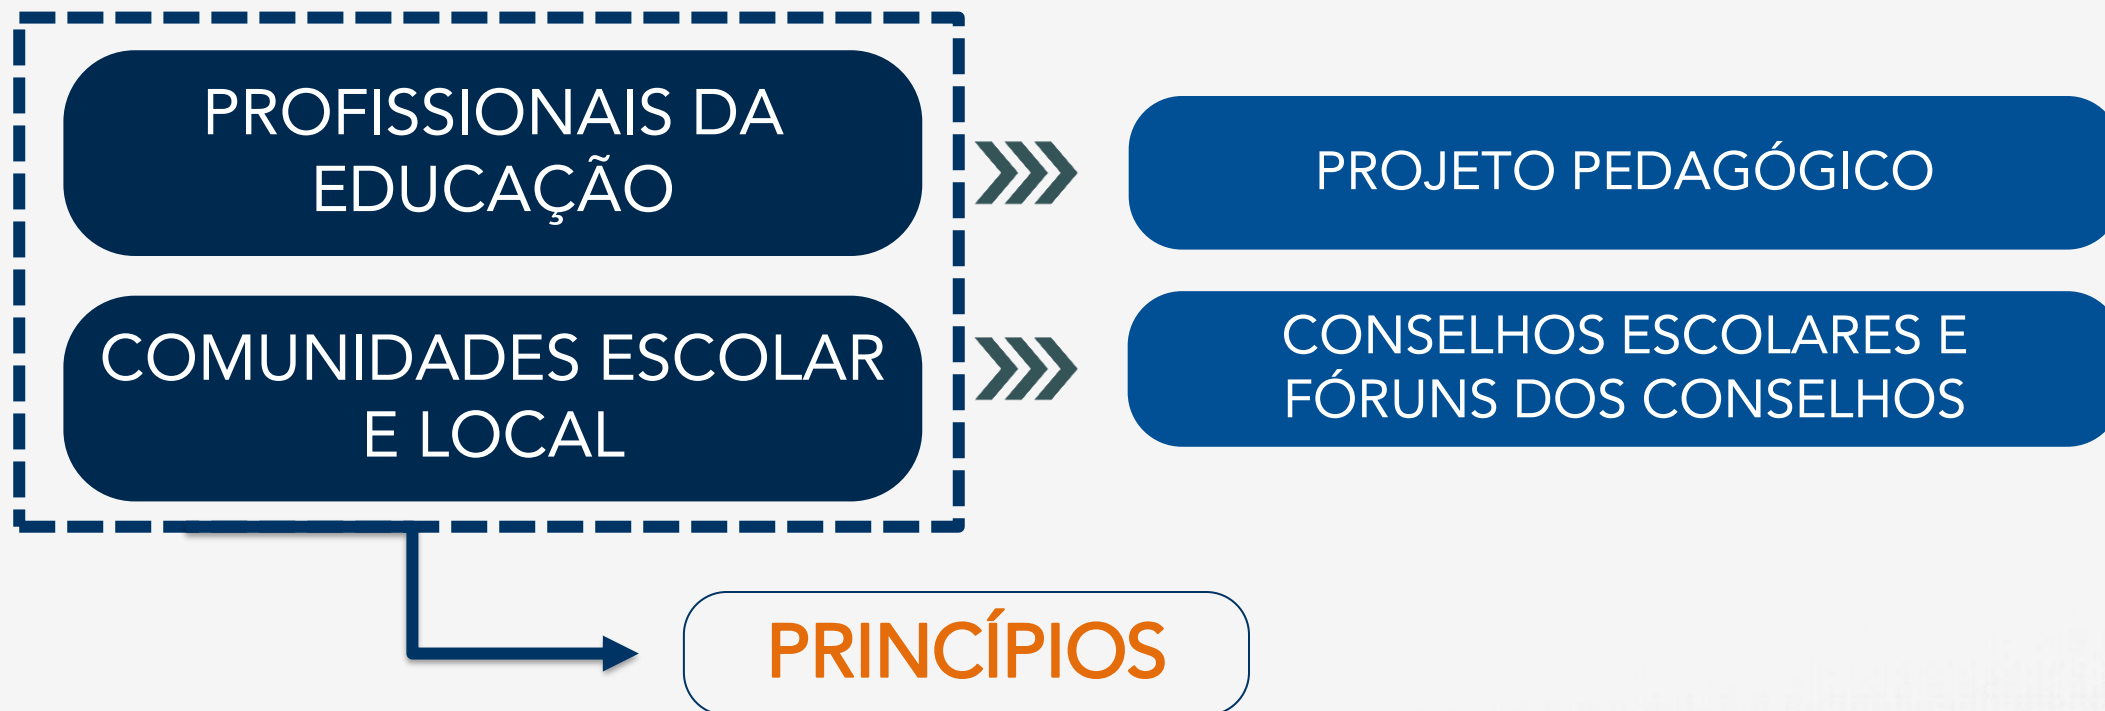 PROFISSIONAIS DA
EDUCAÇÃO
PROJETO PEDAGÓGICO
COMUNIDADES ESCOLAR
E LOCAL
CONSELHOS ESCOLARES E
FÓRUNS DOS CONSELHOS
PRINCÍPIOS